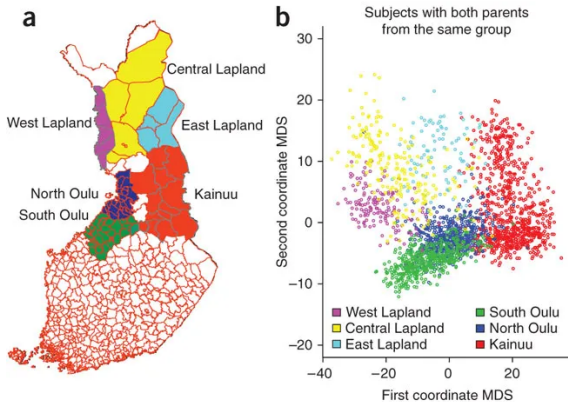 a
Central Lapland
West Lapland
East Lapland
North Oulu
South Oulu
Kainuu
b
Subjects with both parents
from the same group
Second coordinate MDS
30
20
10
0
−10
−20
West Lapland
Central Lapland
East Lapland
South Oulu
North Oulu
Kainuu
−40
−20
0
20
First coordinate MDS